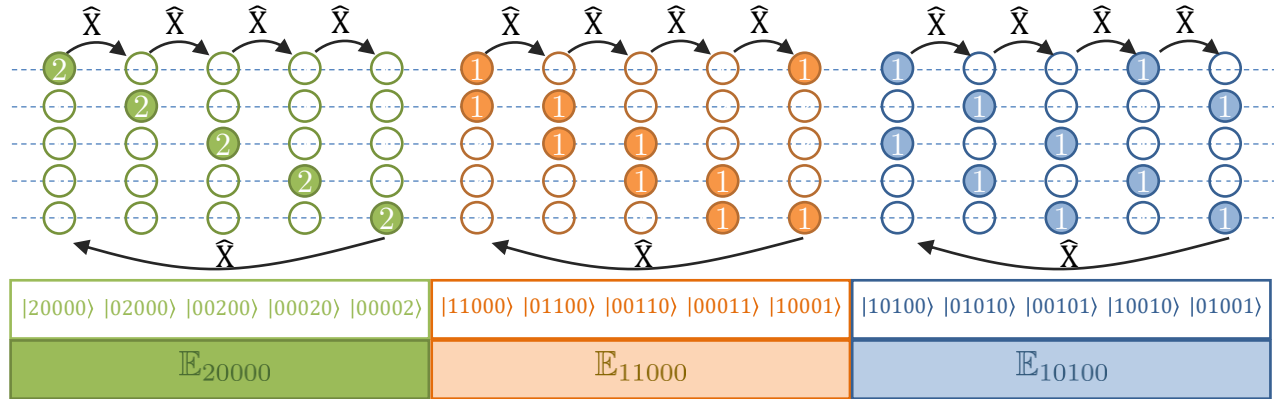 X̂ X̂ X̂ X̂ X̂ X̂ X̂ X̂ X̂ X̂ X̂ X̂
2 1 1 1 1
2 1 1 1 1
2 1 1 1 1
2 1 1 1 1
2 1 1 1 1
X̂ X̂ X̂
|20000⟩ |02000⟩ |00200⟩ |00020⟩ |00002⟩ |11000⟩ |01100⟩ |00110⟩ |00011⟩ |10001⟩ |10100⟩ |01010⟩ |00101⟩ |10010⟩ |01001⟩
𝔼₂₀₀₀₀ 𝔼₁₁₀₀₀ 𝔼₁₀₁₀₀